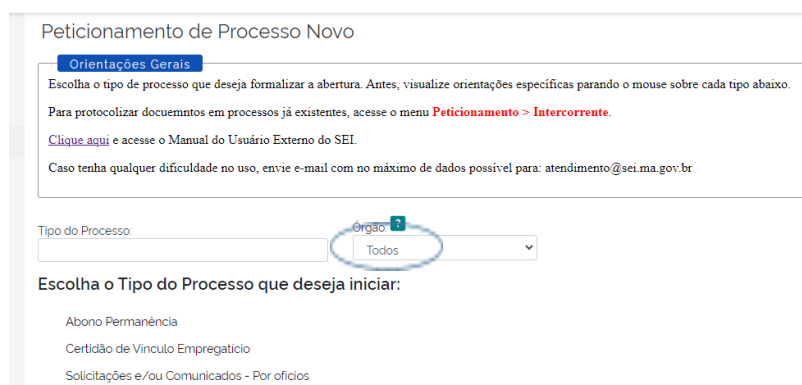 Peticionamento de Processo Novo
Orientações Gerais
Escolha o tipo de processo que deseja formalizar a abertura. Antes, visualize orientações específicas parando o mouse sobre cada tipo abaixo.
Para protocolizar docuemntos em processos já existentes, acesse o menu Peticionamento > Intercorrente.
Clique aqui e acesse o Manual do Usuário Externo do SEI.
Caso tenha qualquer dificuldade no uso, envie e-mail com no máximo de dados possível para: atendimento@sei.ma.gov.br
Tipo do Processo: Órgão: ?
Todos
Escolha o Tipo do Processo que deseja iniciar:
Abono Permanência
Certidão de Vínculo Empregatício
Solicitações e/ou Comunicados - Por ofícios